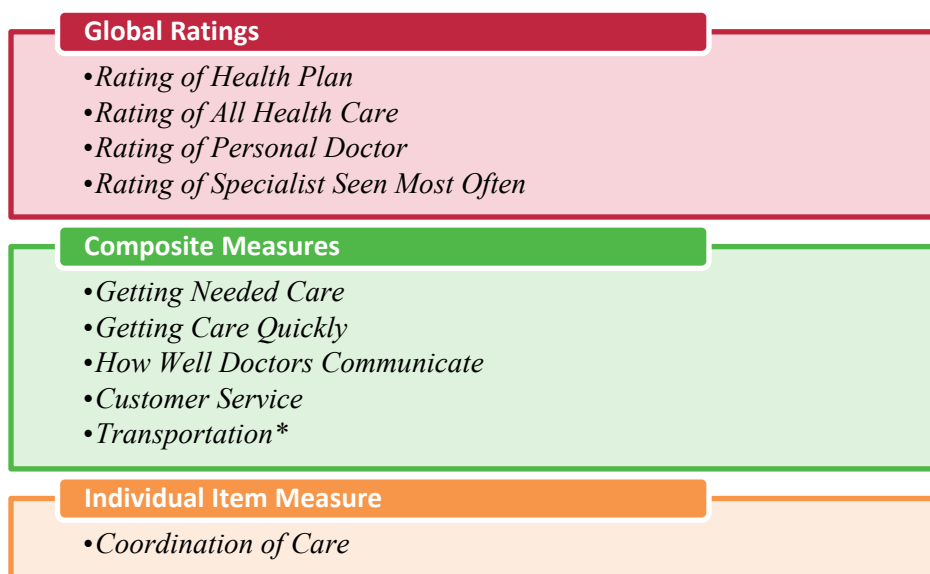 Global Ratings
•Rating of Health Plan
•Rating of All Health Care
•Rating of Personal Doctor
•Rating of Specialist Seen Most Often
Composite Measures
•Getting Needed Care
•Getting Care Quickly
•How Well Doctors Communicate
•Customer Service
•Transportation*
Individual Item Measure
•Coordination of Care